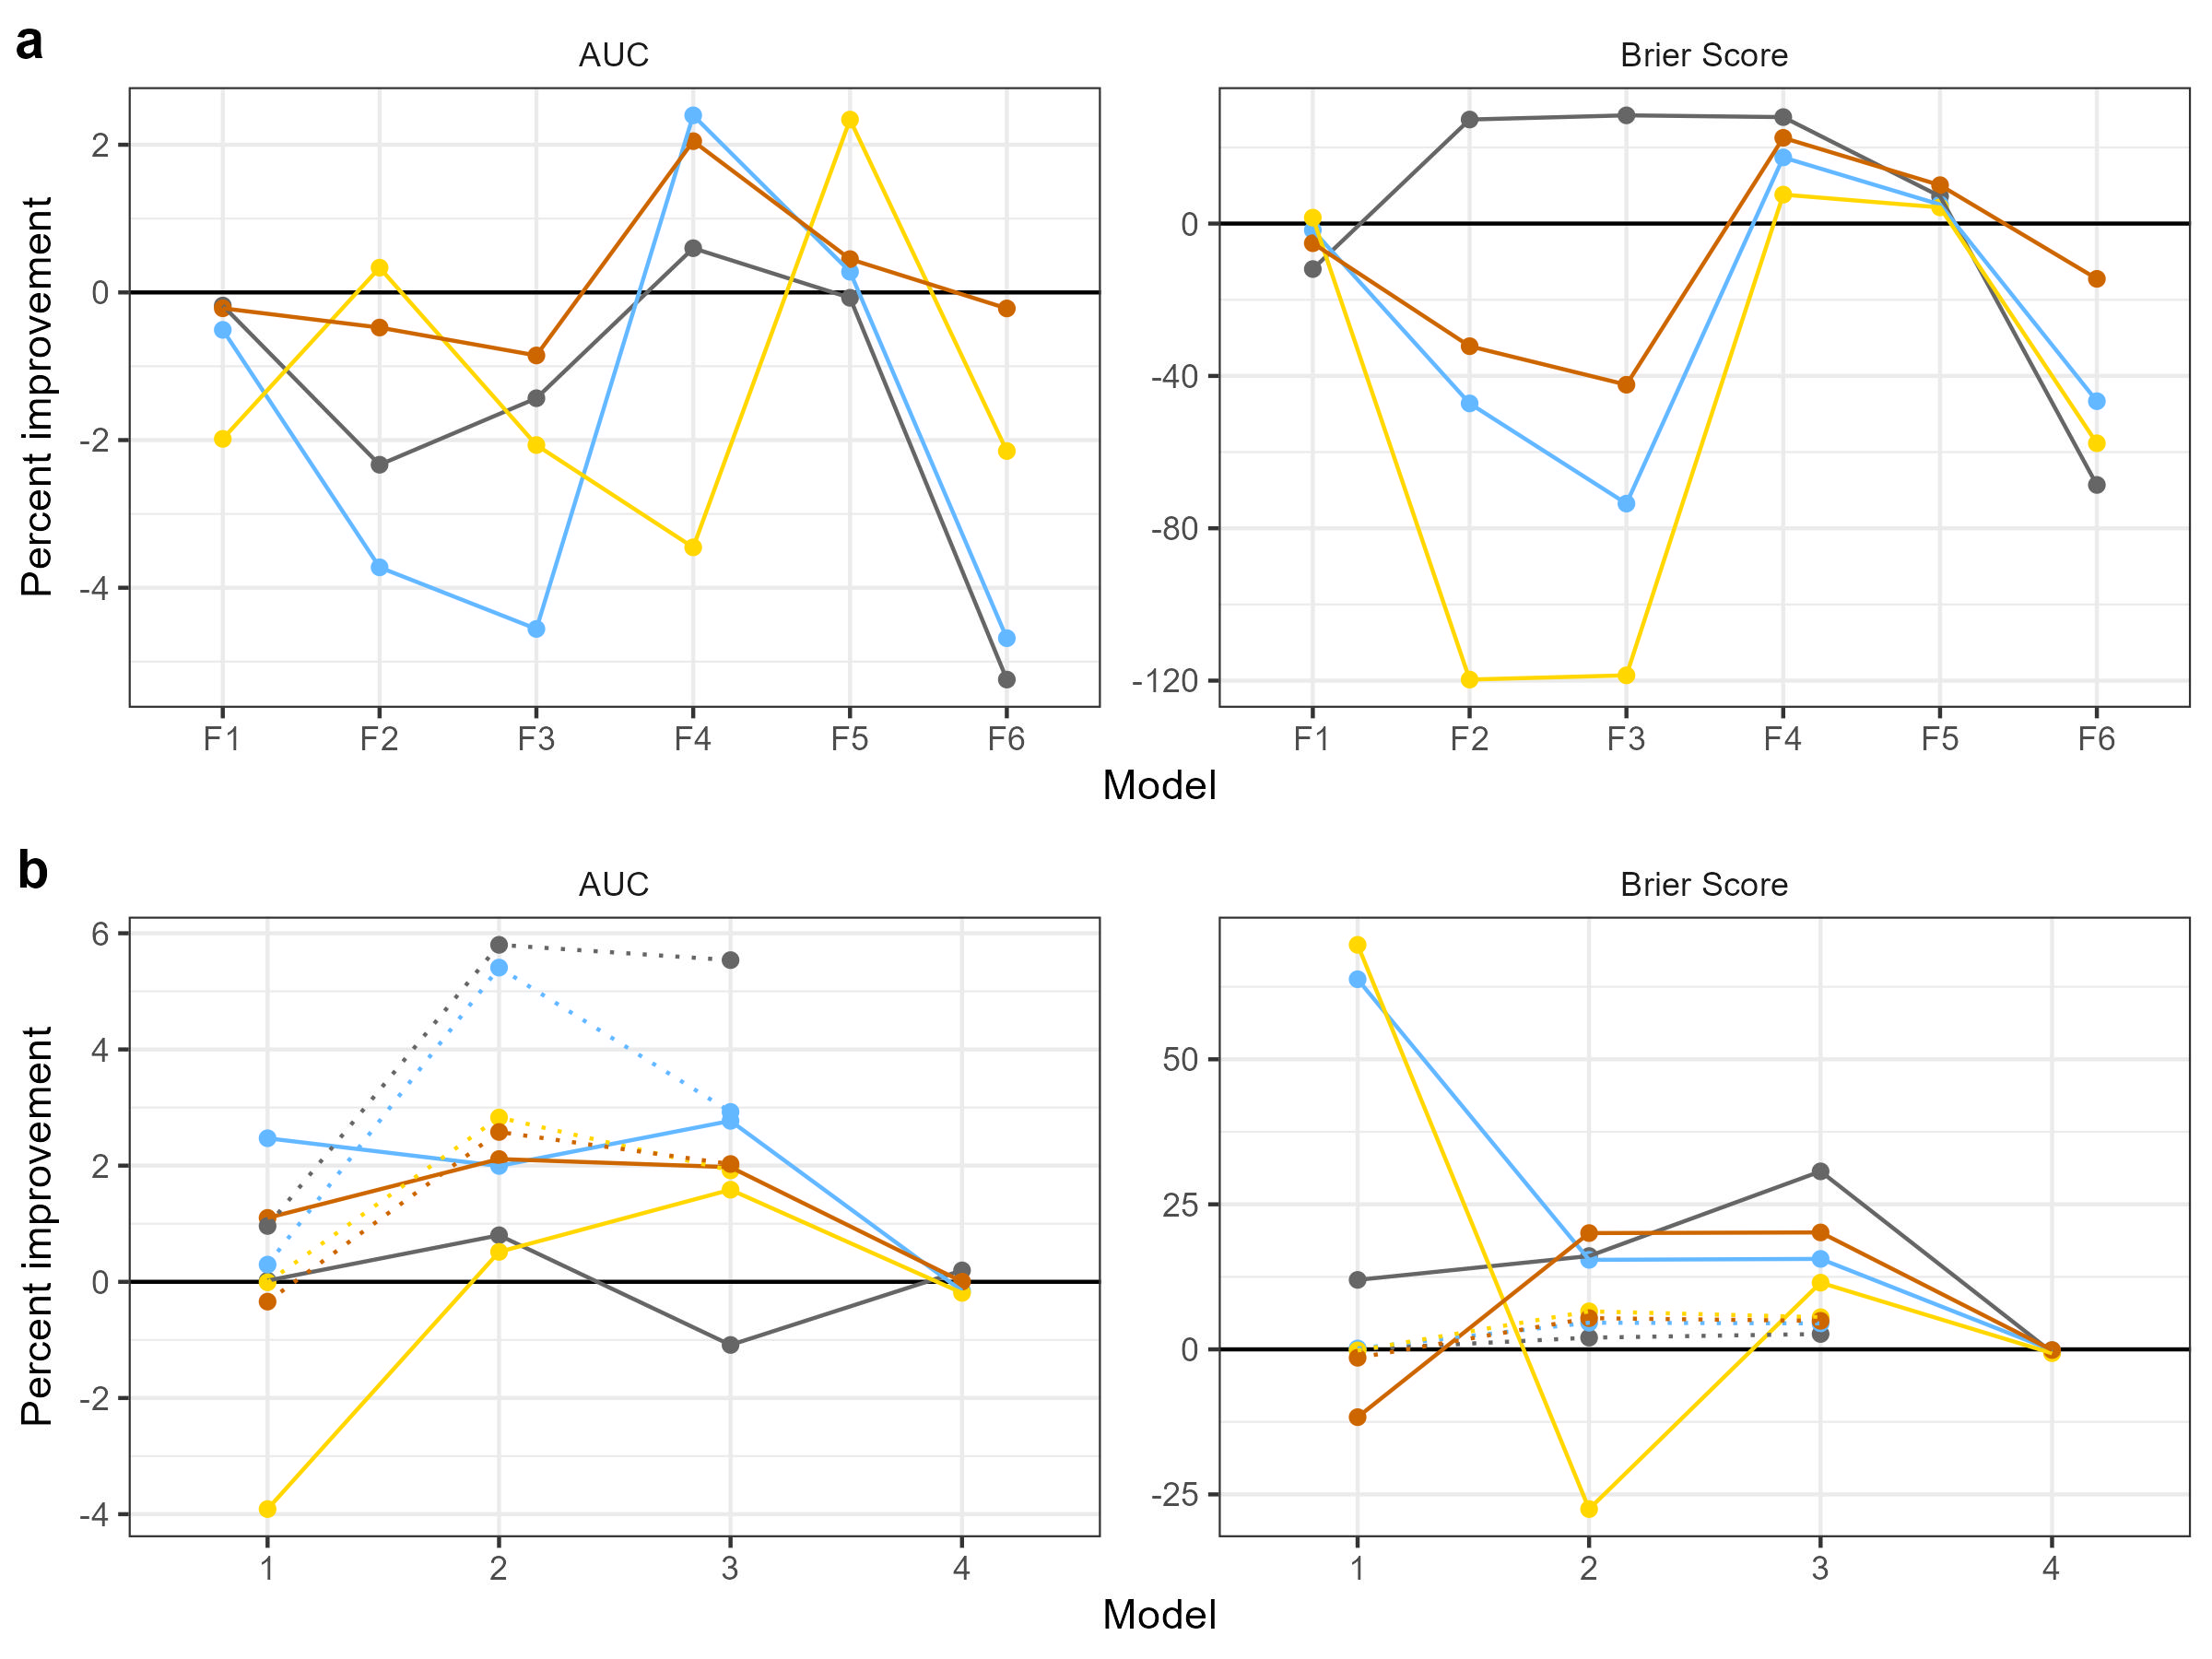 a
AUC
Brier Score
Percent improvement
2
0
-2
-4
0
-40
-80
-120
F1 F2 F3 F4 F5 F6
F1 F2 F3 F4 F5 F6
Model
b
AUC
Brier Score
Percent improvement
6
4
2
0
-2
-4
50
25
0
-25
1 2 3 4
1 2 3 4
Model